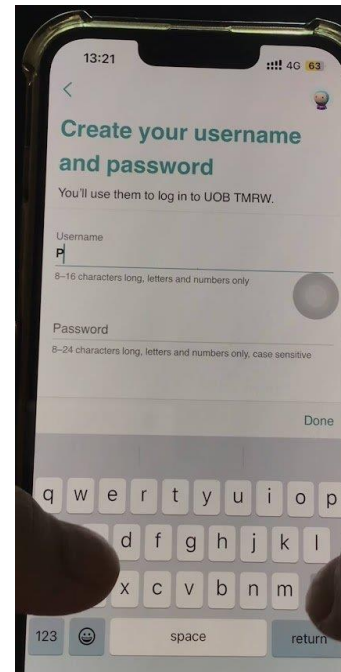 13:21
4G 63
Create your username
and password
You'll use them to log in to UOB TMRW.
Username
P
8–16 characters long, letters and numbers only
Password
8–24 characters long, letters and numbers only, case sensitive
Done
q w e r t y u i o p
d f g h j k l
x c v b n m
123 space return